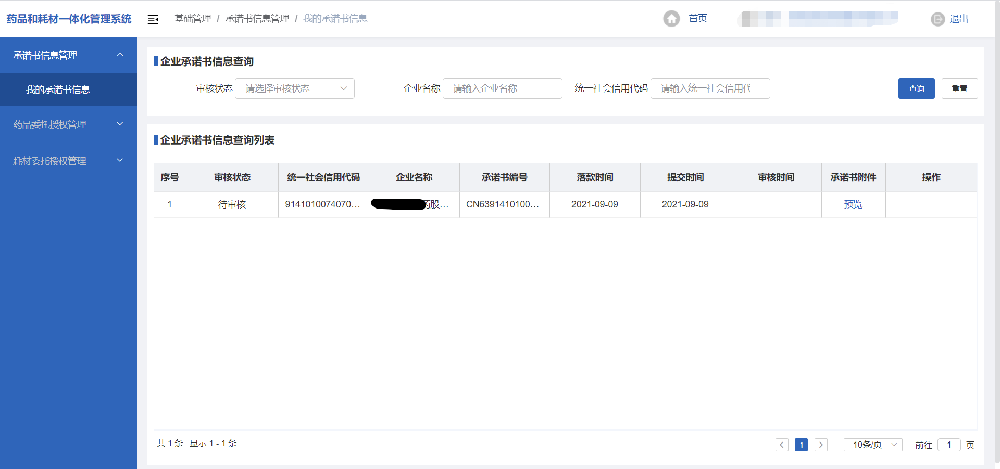 药品和耗材一体化管理系统
基础管理 / 承诺书信息管理 / 我的承诺书信息
首页
退出
承诺书信息管理
我的承诺书信息
药品委托授权管理
耗材委托授权管理
企业承诺书信息查询
审核状态 请选择审核状态 企业名称 请输入企业名称 统一社会信用代码 请输入统一社会信用代 查询 重置
企业承诺书信息查询列表
序号 审核状态 统一社会信用代码 企业名称 承诺书编号 落款时间 提交时间 审核时间 承诺书附件 操作
1 待审核 9141010074070... 药股... CN6391410100... 2021-09-09 2021-09-09 预览
共 1 条 显示 1 - 1 条
1 10条/页 前往 1 页